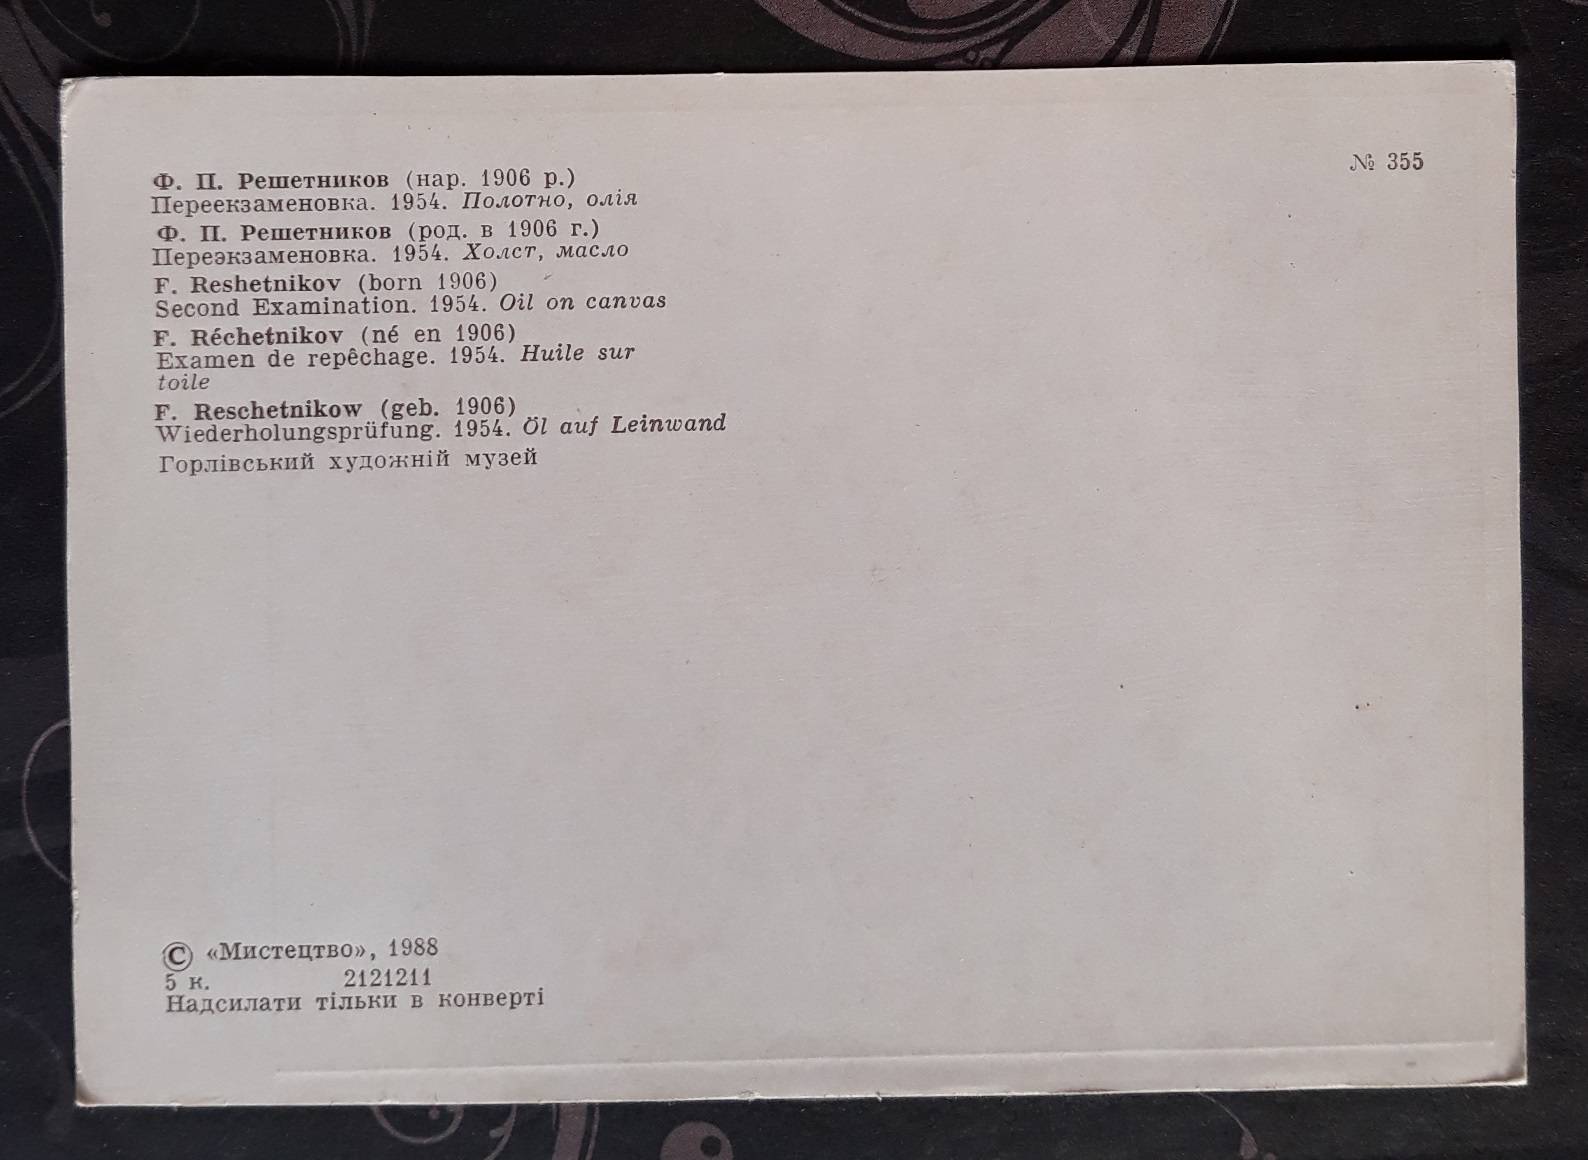 № 355
Ф. П. Решетников (нар. 1906 р.)
Переекзаменовка. 1954. Полотно, олія
Ф. П. Решетников (род. в 1906 г.)
Переэкзаменовка. 1954. Холст, масло
F. Reshetnikov (born 1906)
Second Examination. 1954. Oil on canvas
F. Réchetnikov (né en 1906)
Examen de repêchage. 1954. Huile sur
toile
F. Reschetnikow (geb. 1906)
Wiederholungsprüfung. 1954. Öl auf Leinwand
Горлівський художній музей
© «Мистецтво», 1988
5 к. 2121211
Надсилати тільки в конверті